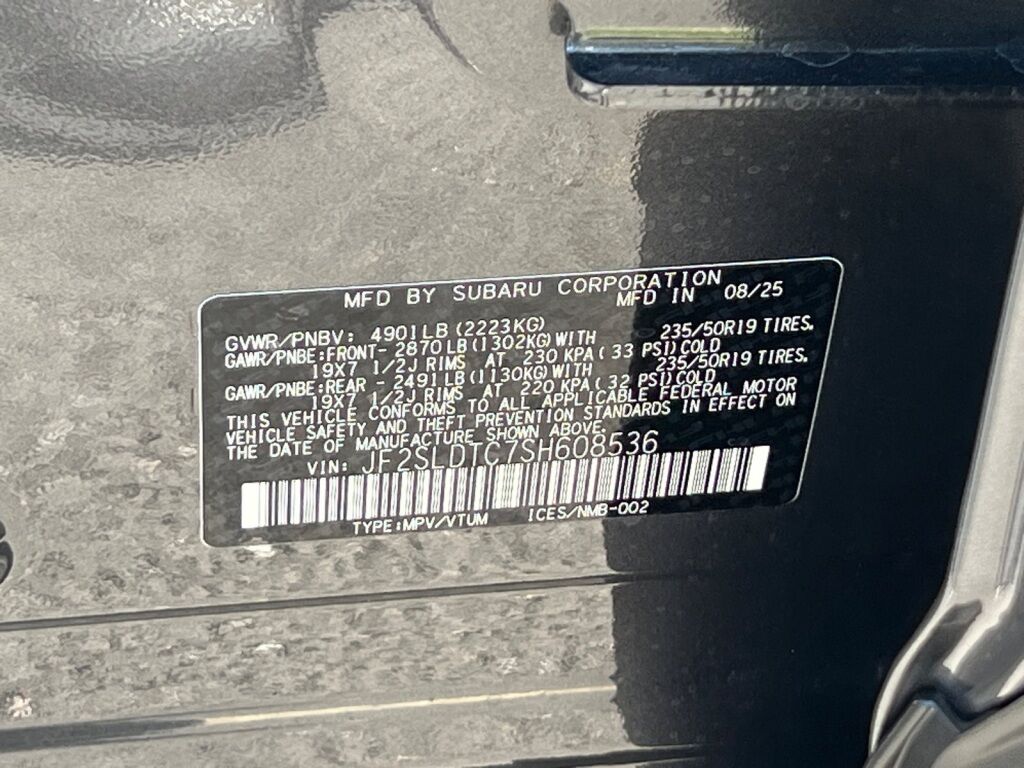 MFD BY SUBARU CORPORATION
MFD IN 08/25
GVWR/PNBV: 4901LB(2223KG)
GAWR/PNBE:FRONT- 2870LB(1302KG)WITH 235/50R19 TIRES.
19X7 1/2J RIMS AT 230 KPA( 33 PSI)COLD
GAWR/PNBE:REAR - 2491LB(1130KG)WITH 235/50R19 TIRES.
19X7 1/2J RIMS AT 220 KPA( 32 PSI)COLD
THIS VEHICLE CONFORMS TO ALL APPLICABLE FEDERAL MOTOR
VEHICLE SAFETY AND THEFT PREVENTION STANDARDS IN EFFECT ON
THE DATE OF MANUFACTURE SHOWN ABOVE.
VIN: JF2SLDTC7SH608536
TYPE:MPV/VTUM ICES/NMB-002